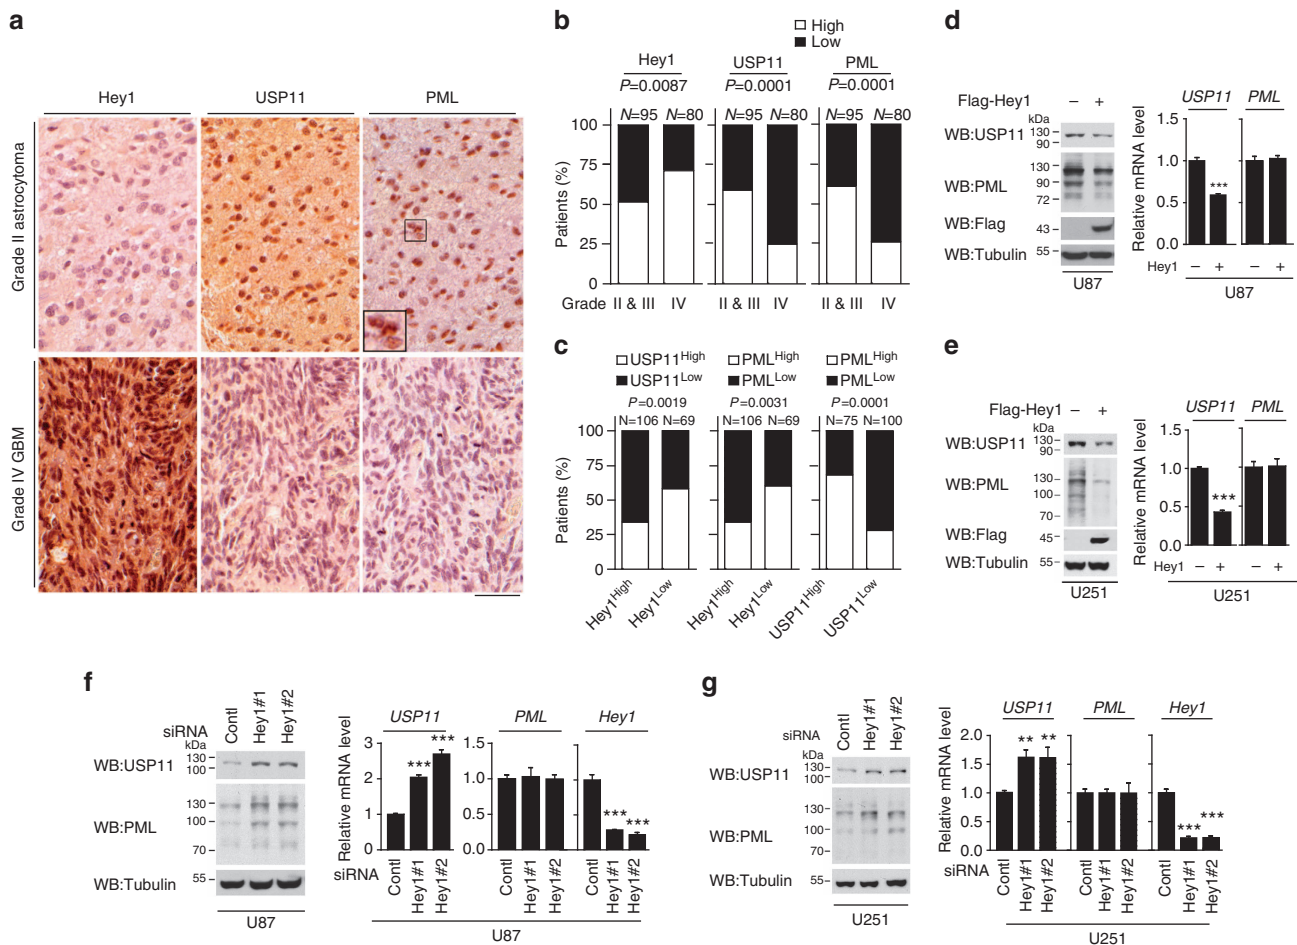 a
Hey1 USP11 PML
Grade II astrocytoma
Grade IV GBM
b
High
Low
Hey1 USP11 PML
P=0.0087 P=0.0001 P=0.0001
N=95 N=80 N=95 N=80 N=95 N=80
Patients (%)
100
75
50
25
0
Grade II & III IV II & III IV II & III IV
c
USP11High PMLHigh PMLHigh
USP11Low PMLLow PMLLow
P=0.0019 P=0.0031 P=0.0001
N=106 N=69 N=106 N=69 N=75 N=100
Patients (%)
100
75
50
25
0
Hey1High Hey1Low Hey1High Hey1Low USP11High USP11Low
d
Flag-Hey1 – +
kDa
WB:USP11 130 90
WB:PML 130 90 72
WB:Flag 43
WB:Tubulin 55
U87
Relative mRNA level
USP11 PML
1.5
1.0
0.5
0.0
***
Hey1 – + – +
U87
e
Flag-Hey1 – +
kDa
WB:USP11 130 90
WB:PML 130 100 70
WB:Flag 45
WB:Tubulin 55
U251
Relative mRNA level
USP11 PML
1.5
1.0
0.5
0.0
***
Hey1 – + – +
U251
f
siRNA Contl Hey1#1 Hey1#2
kDa
WB:USP11 130 100
WB:PML 130 100 70
WB:Tubulin 55
U87
Relative mRNA level
USP11 PML Hey1
3
2
1
0
*** ***
1.5
1.0
0.5
0.0
*** ***
siRNA Contl Hey1#1 Hey1#2 Contl Hey1#1 Hey1#2 Contl Hey1#1 Hey1#2
U87
g
siRNA Contl Hey1#1 Hey1#2
kDa
WB:USP11 130 100
WB:PML 130 100 70
WB:Tubulin 55
U251
Relative mRNA level
USP11 PML Hey1
2.0
1.5
1.0
0.5
0.0
** **
*** ***
siRNA Contl Hey1#1 Hey1#2 Contl Hey1#1 Hey1#2 Contl Hey1#1 Hey1#2
U251